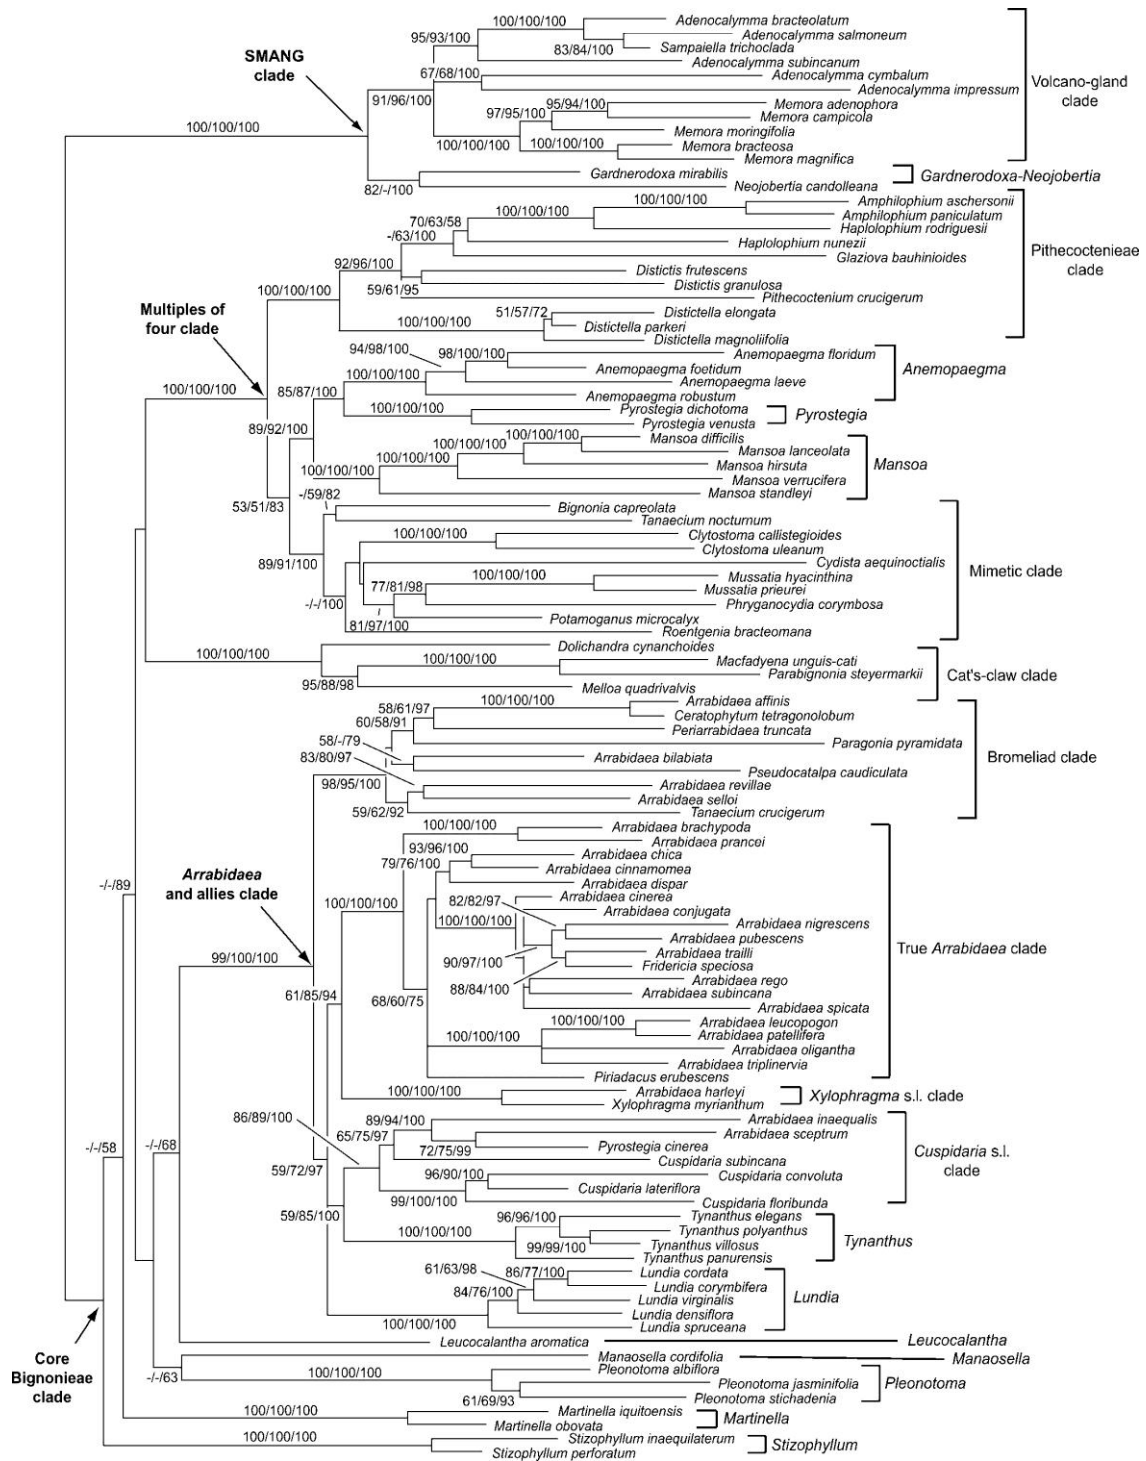 100/100/100
Adenocalymma bracteolatum
95/93/100
Adenocalymma salmoneum
83/84/100
Sampaiella trichoclada
SMANG
clade
Adenocalymma subincanum
67/68/100
Adenocalymma cymbalum
Volcano-gland
clade
91/96/100
Adenocalymma impressum
95/94/100
Memora adenophora
97/95/100
Memora campicola
100/100/100
Memora moringifolia
100/100/100
100/100/100
Memora bracteosa
Memora magnifica
Gardnerodoxa mirabilis
Gardnerodoxa-Neojobertia
82/-/100
Neojobertia candolleana
100/100/100
Amphilophium aschersonii
70/63/58
100/100/100
Amphilophium paniculatum
Haplolophium rodriguesii
-/63/100
Haplolophium nunezii
Pithecoctenieae
clade
Glaziova bauhinioides
92/96/100
Distictis frutescens
100/100/100
59/61/95
Distictis granulosa
Pithecoctenium crucigerum
Multiples of
four clade
51/57/72
Distictella elongata
100/100/100
Distictella parkeri
Distictella magnoliifolia
94/98/100
98/100/100
Anemopaegma floridum
Anemopaegma foetidum
Anemopaegma
100/100/100
85/87/100
100/100/100
Anemopaegma laeve
Anemopaegma robustum
100/100/100
Pyrostegia dichotoma
Pyrostegia
Pyrostegia venusta
89/92/100
100/100/100
Mansoa difficilis
100/100/100
Mansoa lanceolata
100/100/100
Mansoa hirsuta
Mansoa
100/100/100
Mansoa verrucifera
-/59/82
Mansoa standleyi
53/51/83
Bignonia capreolata
Tanaecium nocturnum
100/100/100
Clytostoma callistegioides
Clytostoma uleanum
89/91/100
Cydista aequinoctialis
Mimetic clade
77/81/98
100/100/100
Mussatia hyacinthina
Mussatia prieurei
-/-/100
Phryganocydia corymbosa
81/97/100
Potamoganus microcalyx
Roentgenia bracteomana
Dolichandra cynanchoides
100/100/100
100/100/100
Macfadyena unguis-cati
Parabignonia steyermarkii
Cat's-claw clade
95/88/98
Melloa quadrivalvis
58/61/97
100/100/100
Arrabidaea affinis
60/58/91
Ceratophytum tetragonolobum
Periarrabidaea truncata
58/-/79
Paragonia pyramidata
Bromeliad clade
83/80/97
Arrabidaea bilabiata
Pseudocatalpa caudiculata
98/95/100
Arrabidaea revillae
Arrabidaea selloi
59/62/92
Tanaecium crucigerum
100/100/100
Arrabidaea brachypoda
93/96/100
Arrabidaea prancei
79/76/100
Arrabidaea chica
Arrabidaea cinnamomea
Arrabidaea
and allies clade
-/-/89
Arrabidaea dispar
82/82/97
Arrabidaea cinerea
100/100/100
Arrabidaea conjugata
100/100/100
Arrabidaea nigrescens
Arrabidaea pubescens
True Arrabidaea clade
90/97/100
Arrabidaea trailli
99/100/100
Fridericia speciosa
88/84/100
Arrabidaea rego
61/85/94
68/60/75
Arrabidaea subincana
Arrabidaea spicata
100/100/100
Arrabidaea leucopogon
100/100/100
Arrabidaea patellifera
Arrabidaea oligantha
Arrabidaea triplinervia
Piriadacus erubescens
100/100/100
Arrabidaea harleyi
Xylophragma s.l. clade
Xylophragma myrianthum
86/89/100
89/94/100
Arrabidaea inaequalis
65/75/97
Arrabidaea sceptrum
-/-/58
-/-/68
72/75/99
Pyrostegia cinerea
Cuspidaria s.l.
clade
59/72/97
Cuspidaria subincana
96/90/100
Cuspidaria convoluta
Cuspidaria lateriflora
99/100/100
Cuspidaria floribunda
59/85/100
96/96/100
Tynanthus elegans
100/100/100
Tynanthus polyanthus
Tynanthus
99/99/100
Tynanthus villosus
Tynanthus panurensis
61/63/98
86/77/100
Lundia cordata
Lundia corymbifera
84/76/100
Lundia virginalis
Lundia
Lundia densiflora
100/100/100
Lundia spruceana
Leucocalantha aromatica
Leucocalantha
Core
Bignonieae
clade
Manaosella cordifolia
Manaosella
-/-/63
100/100/100
Pleonotoma albiflora
Pleonotoma jasminifolia
Pleonotoma
61/69/93
Pleonotoma stichadenia
100/100/100
Martinella iquitoensis
Martinella
Martinella obovata
100/100/100
Stizophyllum inaequilaterum
Stizophyllum
Stizophyllum perforatum